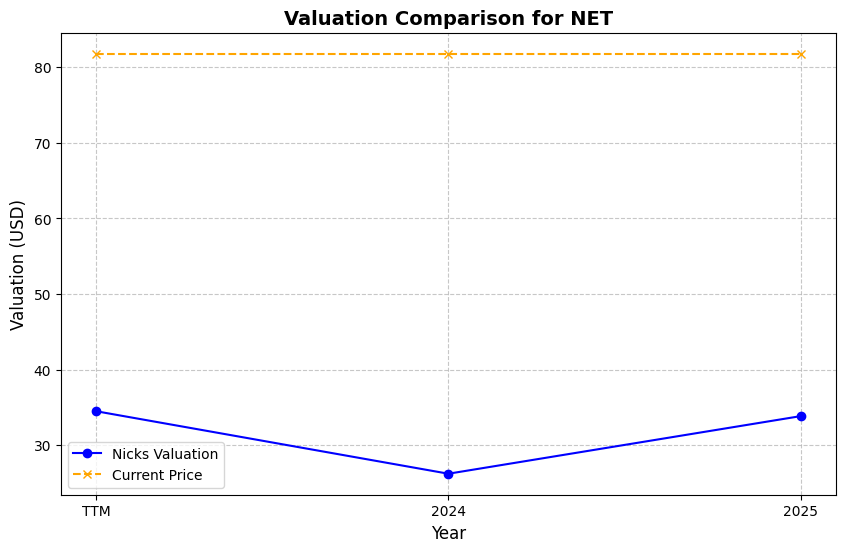 Valuation Comparison for NET
Valuation (USD)
80
70
60
50
40
30
Nicks Valuation
Current Price
TTM
2024
2025
Year